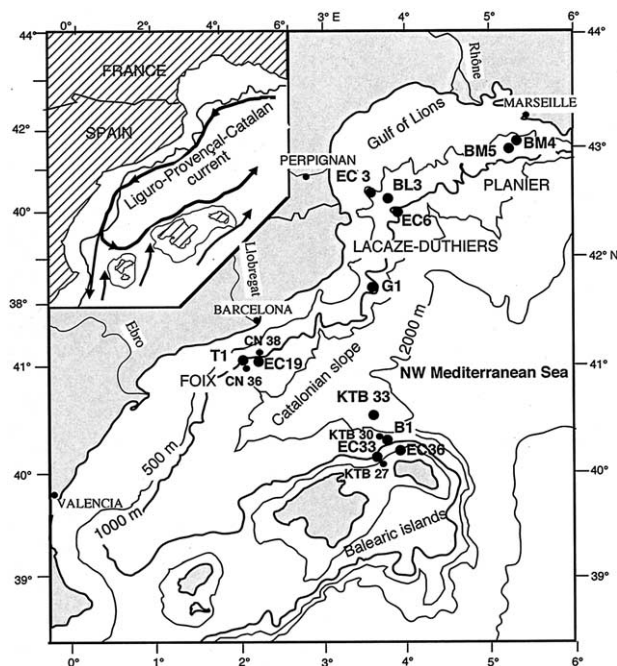 0° 2° 4° 6° 3° 4° 5° 6°
44° 44°
FRANCE
Rhône
MARSEILLE
Gulf of Lions
SPAIN
42° 43°
Liguro-Provençal-Catalan
current
PERPIGNAN
BM5 BM4
EC 3 BL3
PLANIER
40° EC6
LACAZE-DUTHIERS
42° N
Llobregat
G1
38°
BARCELONA
2000 m
Ebro
CN 38
T1 EC19
41° 41°
FOIX CN 36
Catalonian slope
NW Mediterranean Sea
KTB 33
500 m
KTB 30 B1
EC33 EC36
KTB 27
40° 40°
VALENCIA
1000 m
Balearic islands
39° 39°
0° 1° 2° 3° 4° 5° 6°